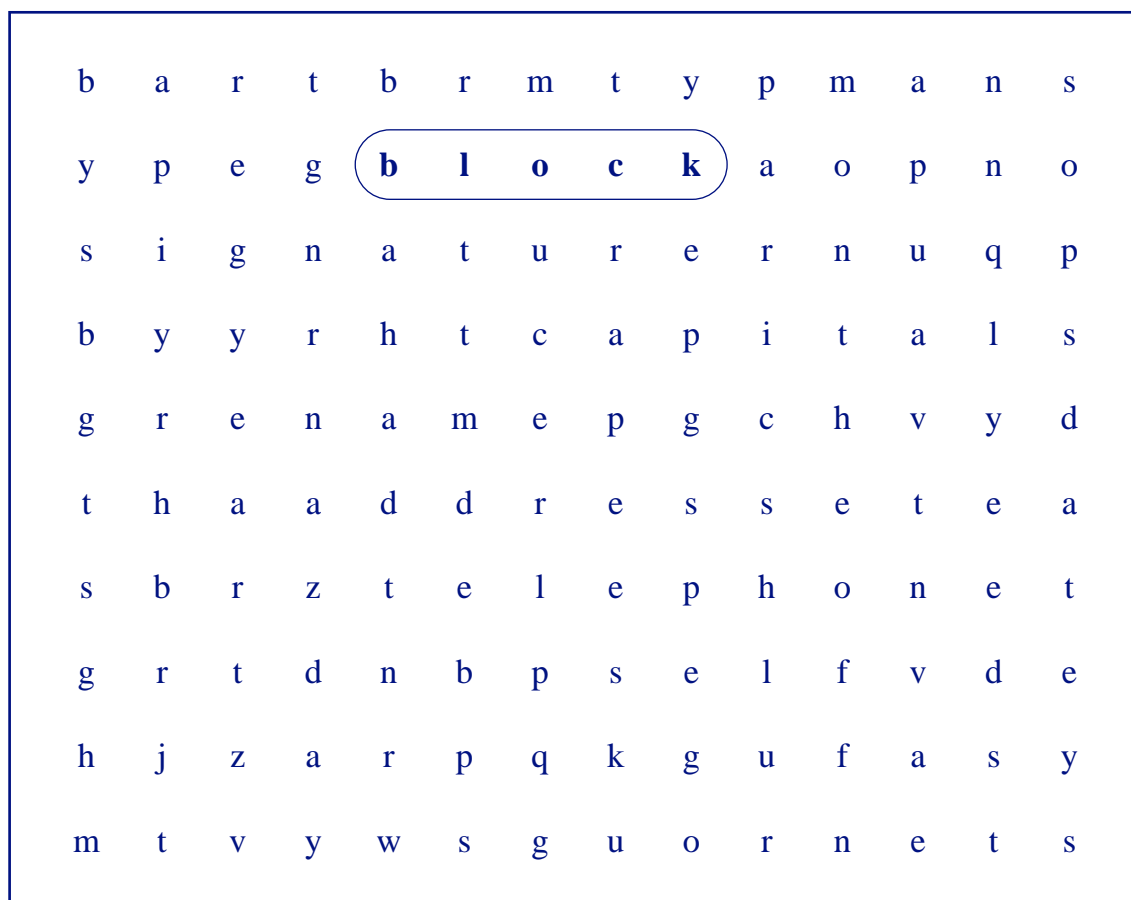 b a r t b r m t y p m a n s
y p e g b l o c k a o p n o
s i g n a t u r e r n u q p
b y y r h t c a p i t a l s
g r e n a m e p g c h v y d
t h a a d d r e s s e t e a
s b r z t e l e p h o n e t
g r t d n b p s e l f v d e
h j z a r p q k g u f a s y
m t v y w s g u o r n e t s